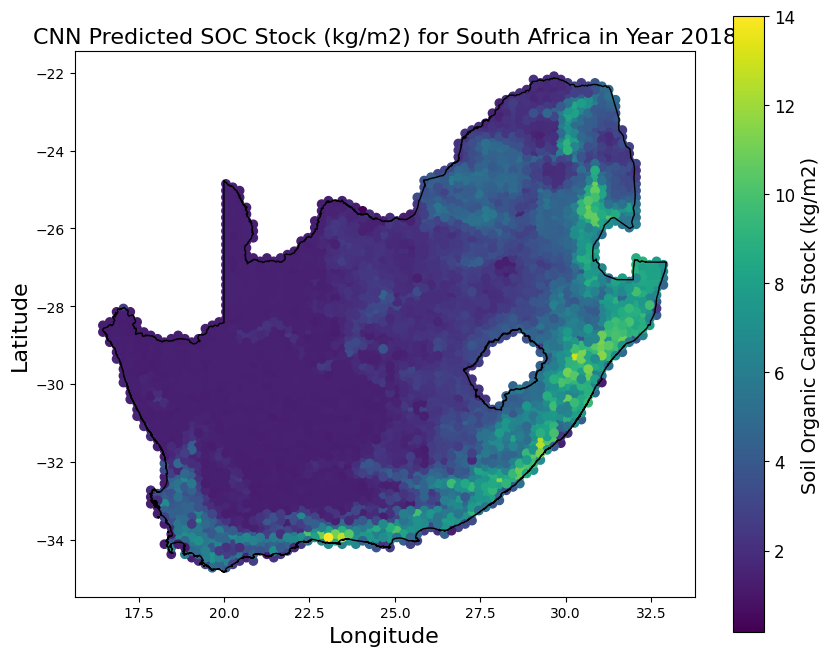 CNN Predicted SOC Stock (kg/m2) for South Africa in Year 2018
14
12
10
8
6
4
2
Soil Organic Carbon Stock (kg/m2)
−22
−24
−26
−28
−30
−32
−34
Latitude
17.5 20.0 22.5 25.0 27.5 30.0 32.5
Longitude